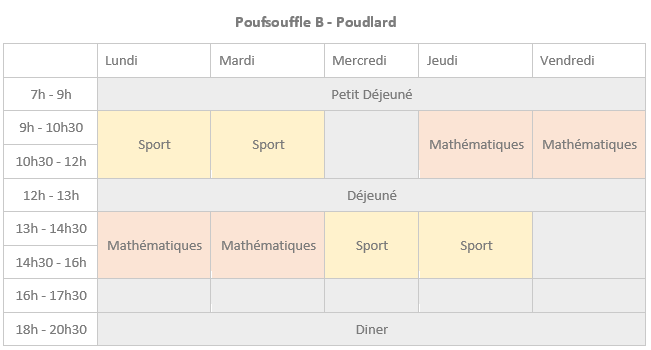 Poufsouffle B - Poudlard
Lundi Mardi Mercredi Jeudi Vendredi
7h - 9h Petit Déjeuné
9h - 10h30
Sport Sport Mathématiques Mathématiques
10h30 - 12h
12h - 13h Déjeuné
13h - 14h30
Mathématiques Mathématiques Sport Sport
14h30 - 16h
16h - 17h30
18h - 20h30 Diner